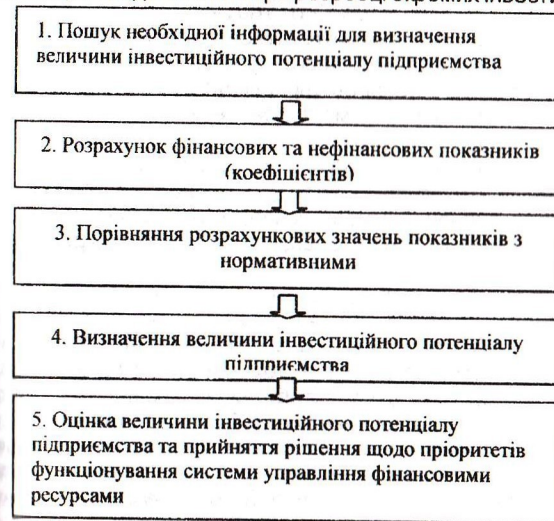 1. Пошук необхідної інформації для визначення
величини інвестиційного потенціалу підприємства
2. Розрахунок фінансових та нефінансових показників
(коефіцієнтів)
3. Порівняння розрахункових значень показників з
нормативними
4. Визначення величини інвестиційного потенціалу
підприємства
5. Оцінка величини інвестиційного потенціалу
підприємства та прийняття рішення щодо пріоритетів
функціонування системи управління фінансовими
ресурсами